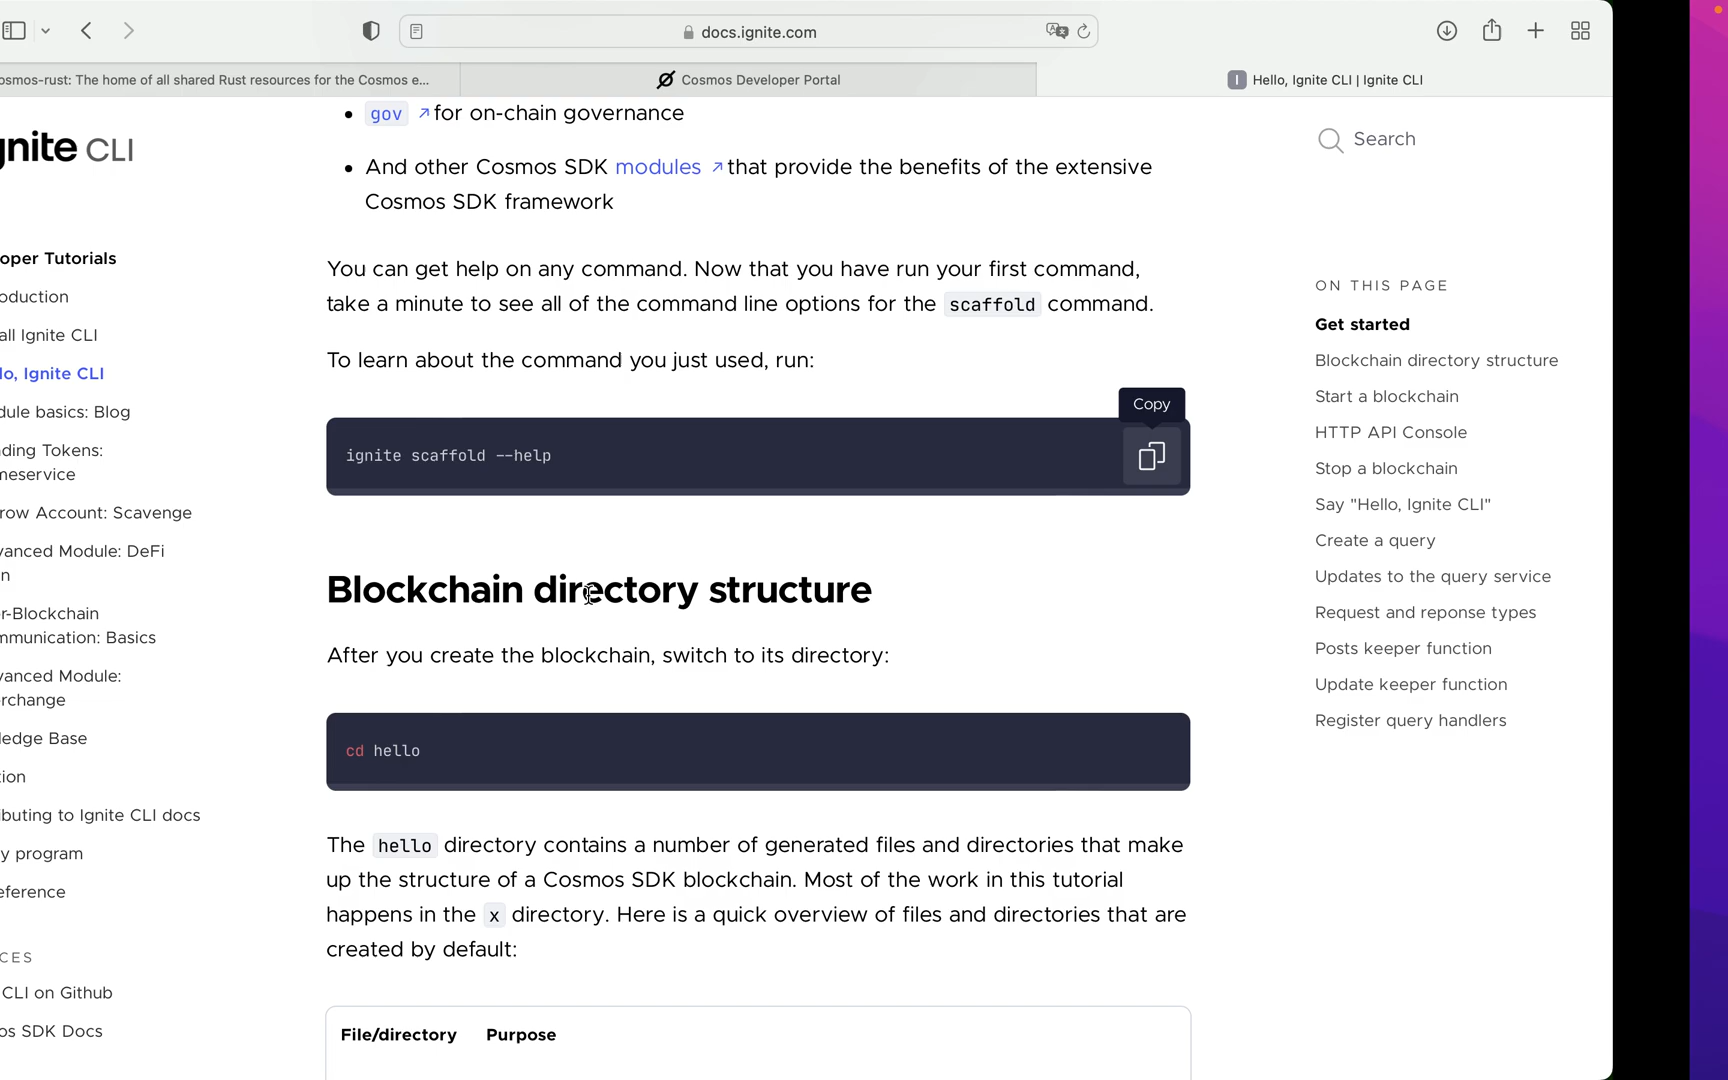 docs.ignite.com
osmos-rust: The home of all shared Rust resources for the Cosmos e...
Cosmos Developer Portal
I Hello, Ignite CLI | Ignite CLI
gnite CLI
oper Tutorials
oduction
all Ignite CLI
lo, Ignite CLI
dule basics: Blog
ding Tokens:
meservice
row Account: Scavenge
vanced Module: DeFi
n
r-Blockchain
mmunication: Basics
vanced Module:
rchange
ledge Base
tion
ibuting to Ignite CLI docs
y program
eference
CES
CLI on Github
os SDK Docs
gov for on-chain governance
And other Cosmos SDK modules that provide the benefits of the extensive
Cosmos SDK framework
You can get help on any command. Now that you have run your first command,
take a minute to see all of the command line options for the scaffold command.
To learn about the command you just used, run:
Copy
ignite scaffold --help
Blockchain directory structure
After you create the blockchain, switch to its directory:
cd hello
The hello directory contains a number of generated files and directories that make
up the structure of a Cosmos SDK blockchain. Most of the work in this tutorial
happens in the x directory. Here is a quick overview of files and directories that are
created by default:
File/directory Purpose
Search
ON THIS PAGE
Get started
Blockchain directory structure
Start a blockchain
HTTP API Console
Stop a blockchain
Say "Hello, Ignite CLI"
Create a query
Updates to the query service
Request and reponse types
Posts keeper function
Update keeper function
Register query handlers